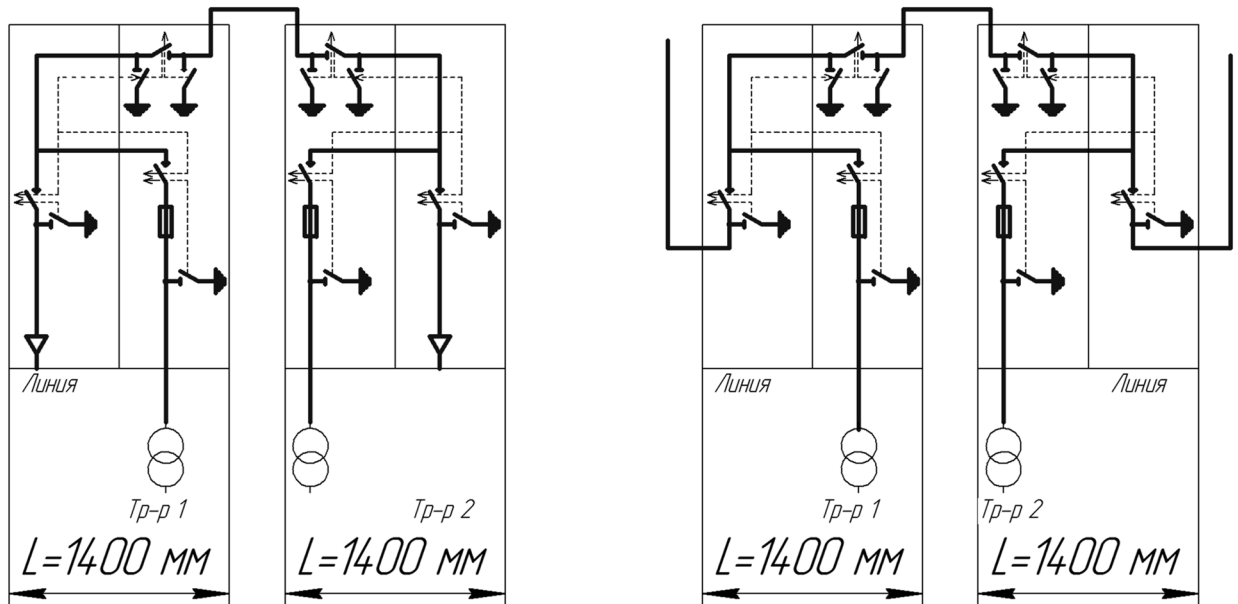 Линия
Линия
Линия
Тр-р 1
Тр-р 2
Тр-р 1
Тр-р 2
L=1400 мм
L=1400 мм
L=1400 мм
L=1400 мм